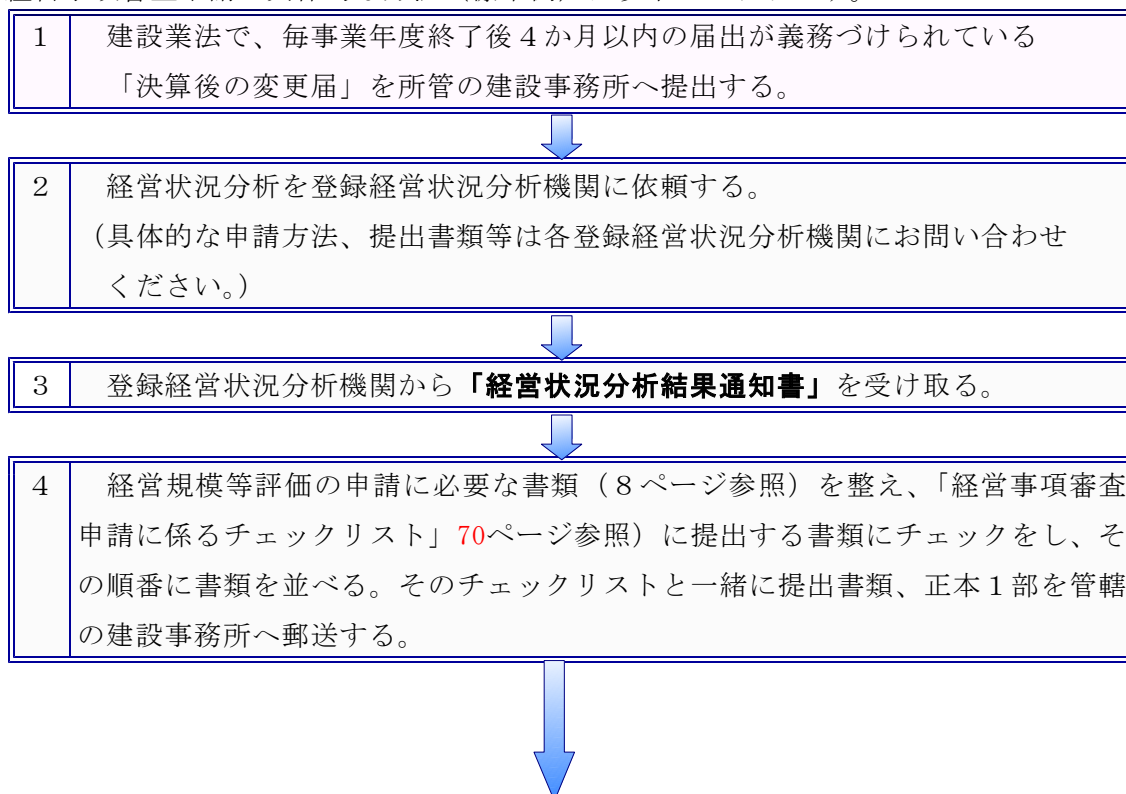 1 建設業法で、毎事業年度終了後４か月以内の届出が義務づけられている
「決算後の変更届」を所管の建設事務所へ提出する。
2 経営状況分析を登録経営状況分析機関に依頼する。
（具体的な申請方法、提出書類等は各登録経営状況分析機関にお問い合わせ
ください。）
3 登録経営状況分析機関から「経営状況分析結果通知書」を受け取る。
4 経営規模等評価の申請に必要な書類（８ページ参照）を整え、「経営事項審査
申請に係るチェックリスト」70ページ参照）に提出する書類にチェックをし、そ
の順番に書類を並べる。そのチェックリストと一緒に提出書類、正本１部を管轄
の建設事務所へ郵送する。